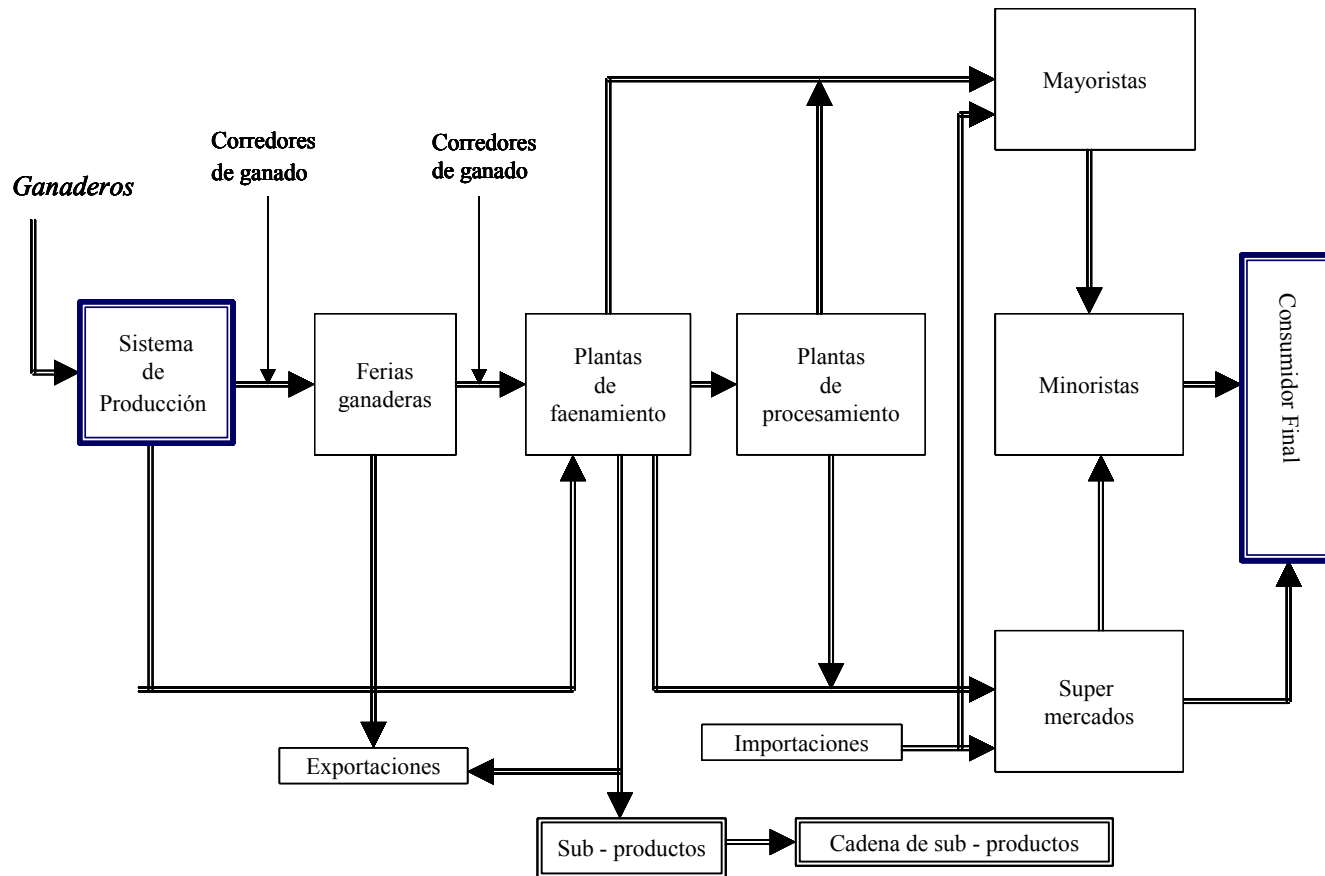 Mayoristas
Corredores
de ganado
Corredores
de ganado
Ganaderos
Sistema
de
Producción
Ferias
ganaderas
Plantas
de
faenamiento
Plantas
de
procesamiento
Minoristas
Consumidor Final
Super
mercados
Importaciones
Exportaciones
Sub - productos
Cadena de sub - productos